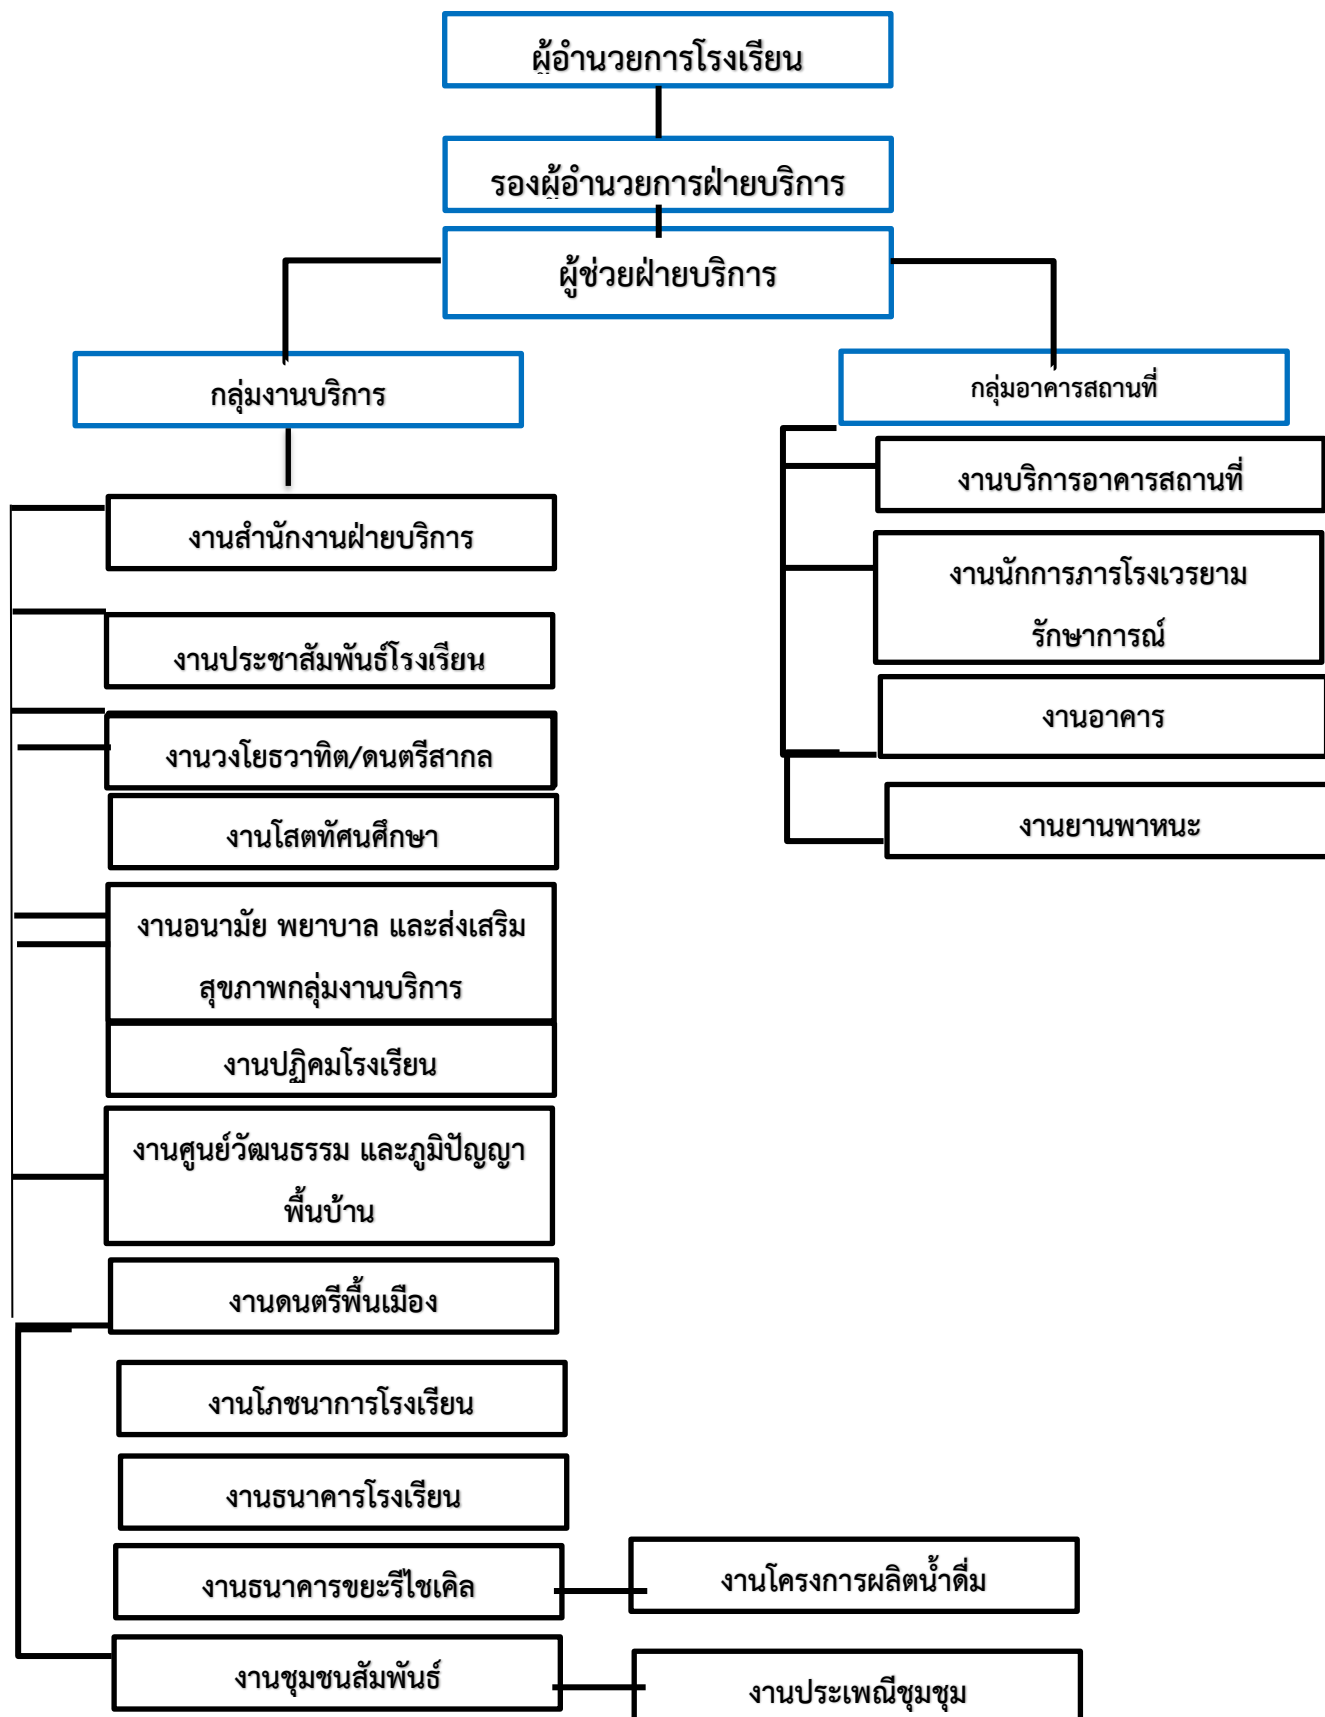 ผู้อำนวยการโรงเรียน
รองผู้อำนวยการฝ่ายบริการ
ผู้ช่วยฝ่ายบริการ
กลุ่มงานบริการ
กลุ่มอาคารสถานที่
งานสำนักงานฝ่ายบริการ
งานประชาสัมพันธ์โรงเรียน
งานวงโยธวาทิต/ดนตรีสากล
งานโสตทัศนศึกษา
งานอนามัย พยาบาล และส่งเสริม
สุขภาพกลุ่มงานบริการ
งานปฏิคมโรงเรียน
งานศูนย์วัฒนธรรม และภูมิปัญญา
พื้นบ้าน
งานดนตรีพื้นเมือง
งานโภชนาการโรงเรียน
งานธนาคารโรงเรียน
งานธนาคารขยะรีไซเคิล
งานโครงการผลิตน้ำดื่ม
งานชุมชนสัมพันธ์
งานประเพณีชุมชุม
งานบริการอาคารสถานที่
งานนักการภารโรงเวรยาม
รักษาการณ์
งานอาคาร
งานยานพาหนะ